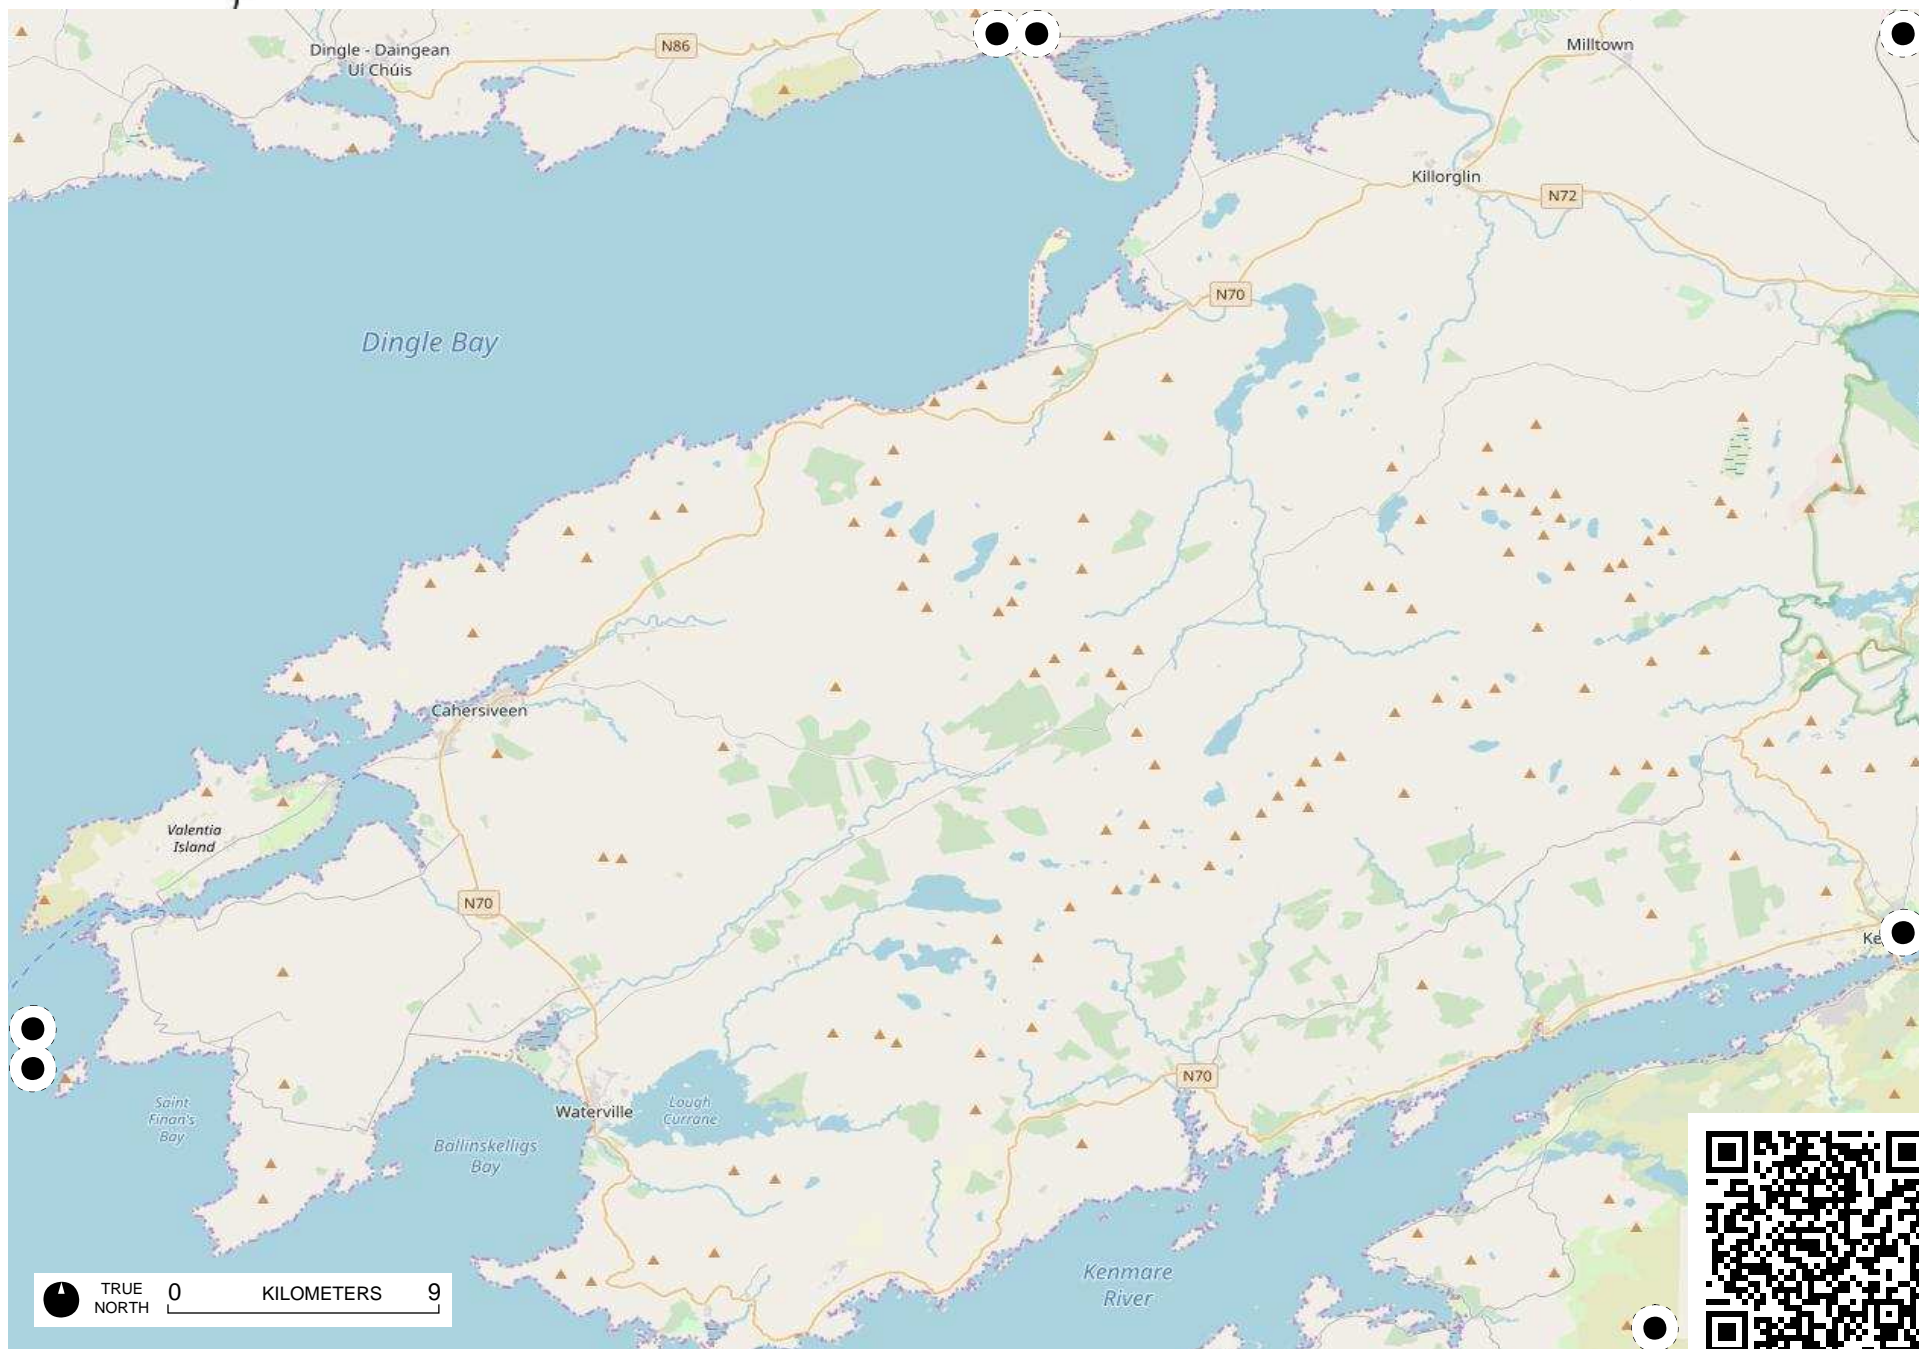 Dingle - Daingean
Uí Chúis
N86
Milltown
Killorglin
N72
N70
Dingle Bay
Cahersiveen
Valentia
Island
N70
Ke
Saint
Finan's
Bay
Waterville
Lough
Currane
N70
Ballinskelligs
Bay
Kenmare
River
TRUE
NORTH
0 KILOMETERS 9